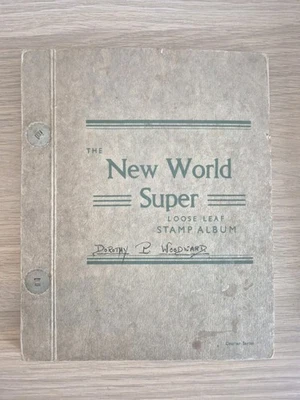 THE
New World
Super
LOOSE LEAF
STAMP ALBUM
DOROTHY B WOODWARD